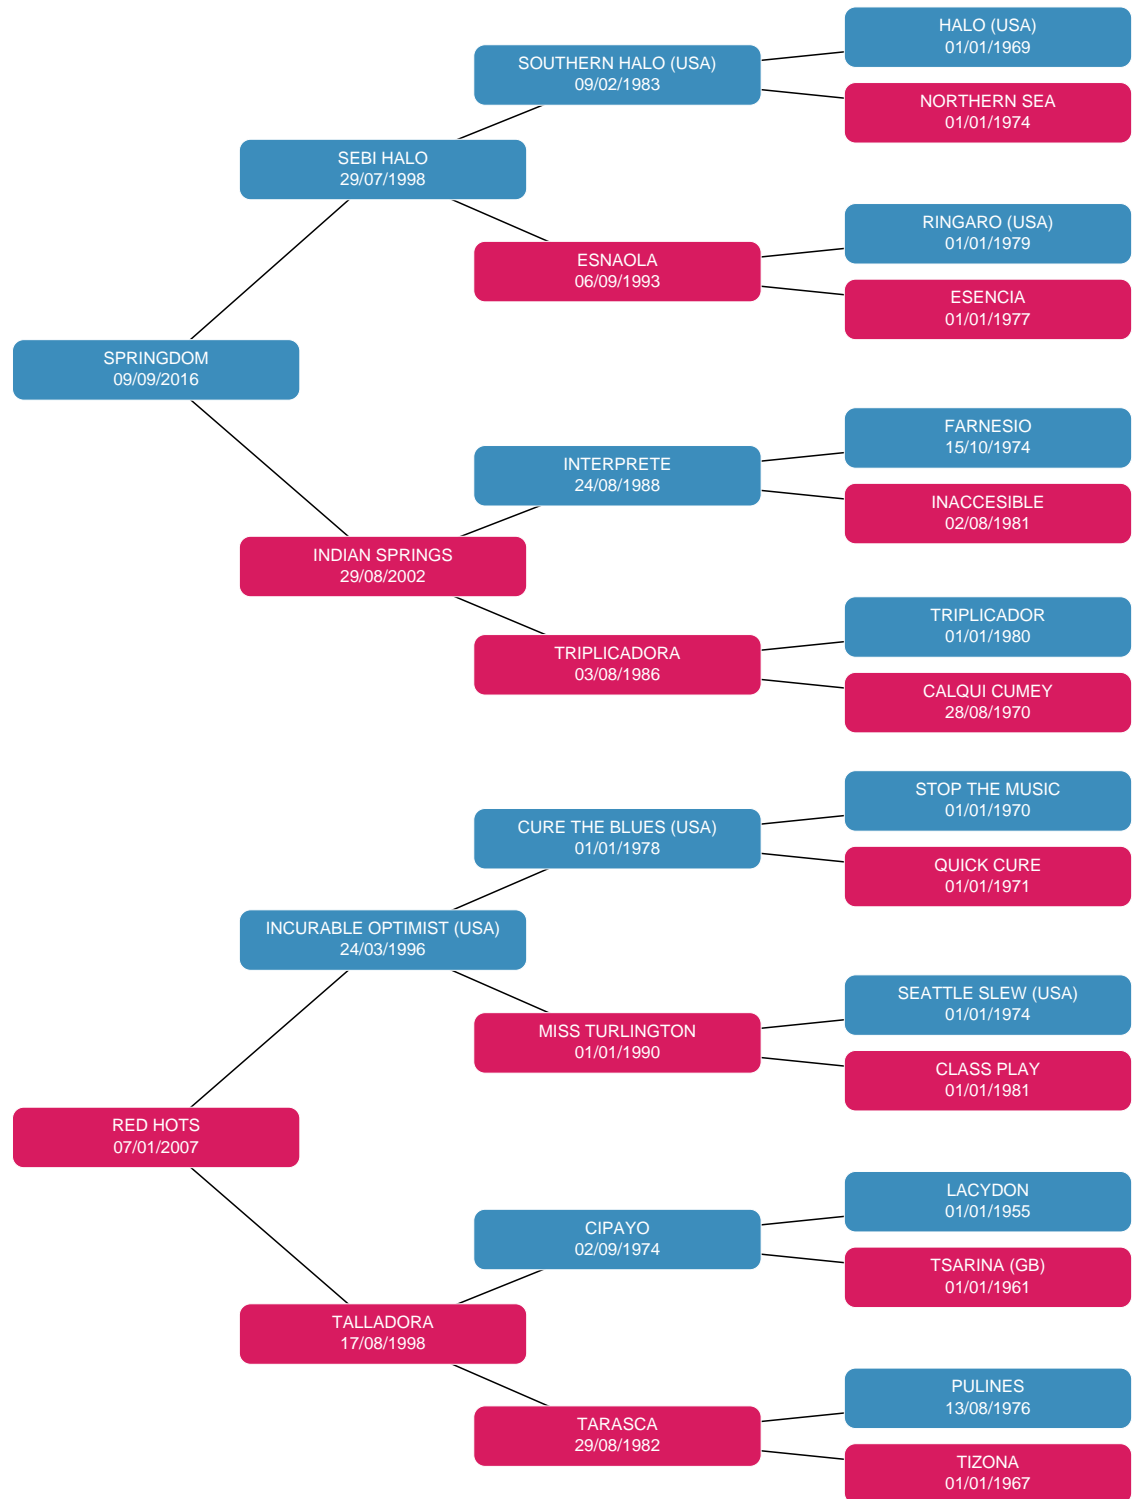 HALO (USA)
01/01/1969
SOUTHERN HALO (USA)
09/02/1983
NORTHERN SEA
01/01/1974
SEBI HALO
29/07/1998
RINGARO (USA)
01/01/1979
ESNAOLA
06/09/1993
ESENCIA
01/01/1977
SPRINGDOM
09/09/2016
FARNESIO
15/10/1974
INTERPRETE
24/08/1988
INACCESIBLE
02/08/1981
INDIAN SPRINGS
29/08/2002
TRIPLICADOR
01/01/1980
TRIPLICADORA
03/08/1986
CALQUI CUMEY
28/08/1970
STOP THE MUSIC
01/01/1970
CURE THE BLUES (USA)
01/01/1978
QUICK CURE
01/01/1971
INCURABLE OPTIMIST (USA)
24/03/1996
SEATTLE SLEW (USA)
01/01/1974
MISS TURLINGTON
01/01/1990
CLASS PLAY
01/01/1981
RED HOTS
07/01/2007
LACYDON
01/01/1955
CIPAYO
02/09/1974
TSARINA (GB)
01/01/1961
TALLADORA
17/08/1998
PULINES
13/08/1976
TARASCA
29/08/1982
TIZONA
01/01/1967